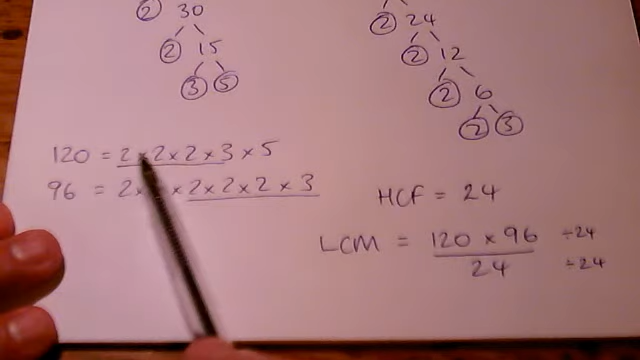 2 30
2 15
3 5
2 24
2 12
2 6
2 3
120 = 2 × 2 × 2 × 3 × 5
96 = 2 × × 2 × 2 × 2 × 3
HCF = 24
LCM = 120 × 96 ÷24
24 ÷24